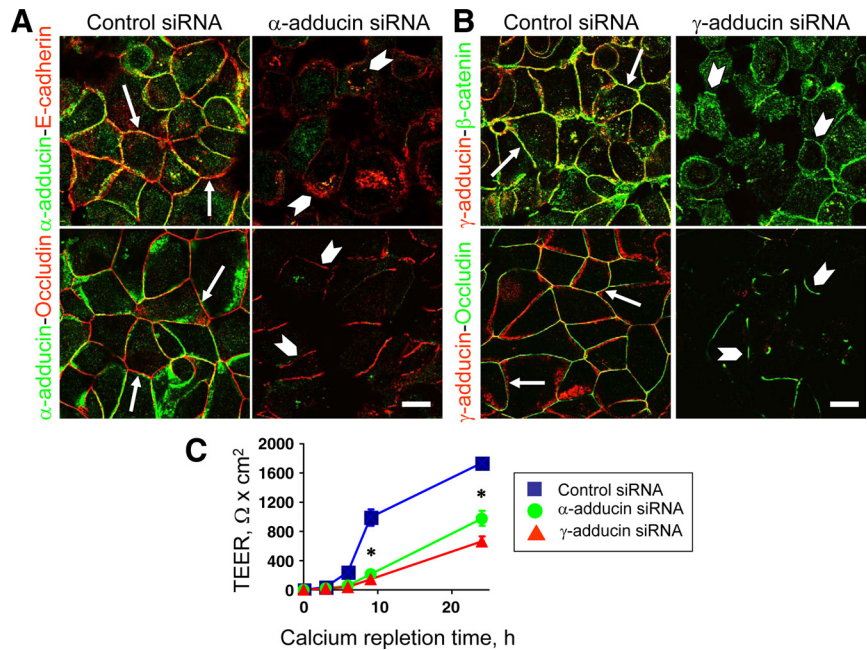 A
Control siRNA
α-adducin siRNA
B
Control siRNA
γ-adducin siRNA
α-adducin-E-cadherin
α-adducin-Occludin
γ-adducin-β-catenin
γ-adducin-Occludin
C
TEER, Ω x cm²
2000
1600
1200
800
400
0
*
*
0
10
20
Calcium repletion time, h
Control siRNA
α-adducin siRNA
γ-adducin siRNA